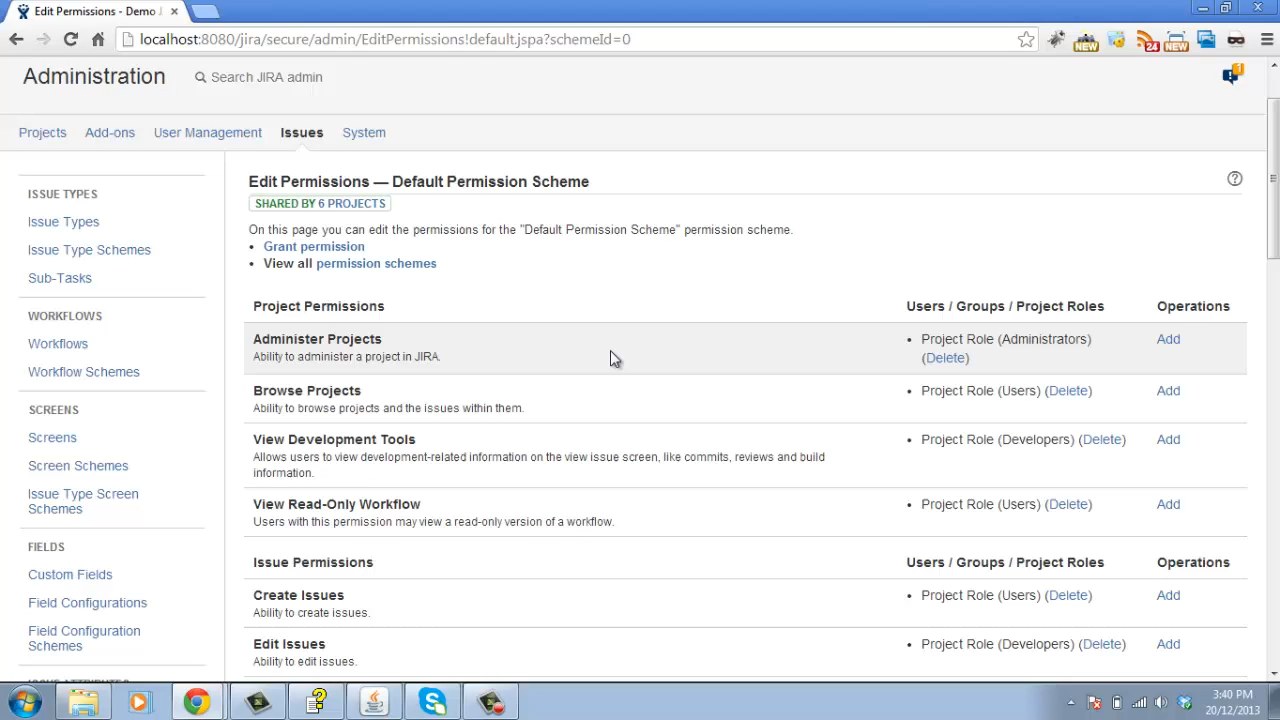 Edit Permissions - Demo J
localhost:8080/jira/secure/admin/EditPermissions!default.jspa?schemeId=0
NEW
24
NEW
Administration
Search JIRA admin
Projects Add-ons User Management Issues System
ISSUE TYPES
Issue Types
Issue Type Schemes
Sub-Tasks
WORKFLOWS
Workflows
Workflow Schemes
SCREENS
Screens
Screen Schemes
Issue Type Screen
Schemes
FIELDS
Custom Fields
Field Configurations
Field Configuration
Schemes
Edit Permissions — Default Permission Scheme
SHARED BY 6 PROJECTS
On this page you can edit the permissions for the "Default Permission Scheme" permission scheme.
• Grant permission
• View all permission schemes
Project Permissions Users / Groups / Project Roles Operations
Administer Projects • Project Role (Administrators) Add
Ability to administer a project in JIRA. (Delete)
Browse Projects • Project Role (Users) (Delete) Add
Ability to browse projects and the issues within them.
View Development Tools • Project Role (Developers) (Delete) Add
Allows users to view development-related information on the view issue screen, like commits, reviews and build
information.
View Read-Only Workflow • Project Role (Users) (Delete) Add
Users with this permission may view a read-only version of a workflow.
Issue Permissions Users / Groups / Project Roles Operations
Create Issues • Project Role (Users) (Delete) Add
Ability to create issues.
Edit Issues • Project Role (Developers) (Delete) Add
Ability to edit issues.
3:40 PM
20/12/2013